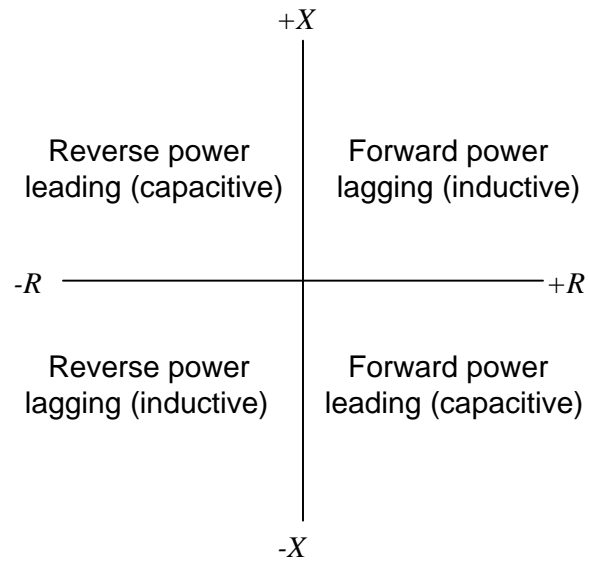 +X
Reverse power
leading (capacitive)
Forward power
lagging (inductive)
-R
+R
Reverse power
lagging (inductive)
Forward power
leading (capacitive)
-X